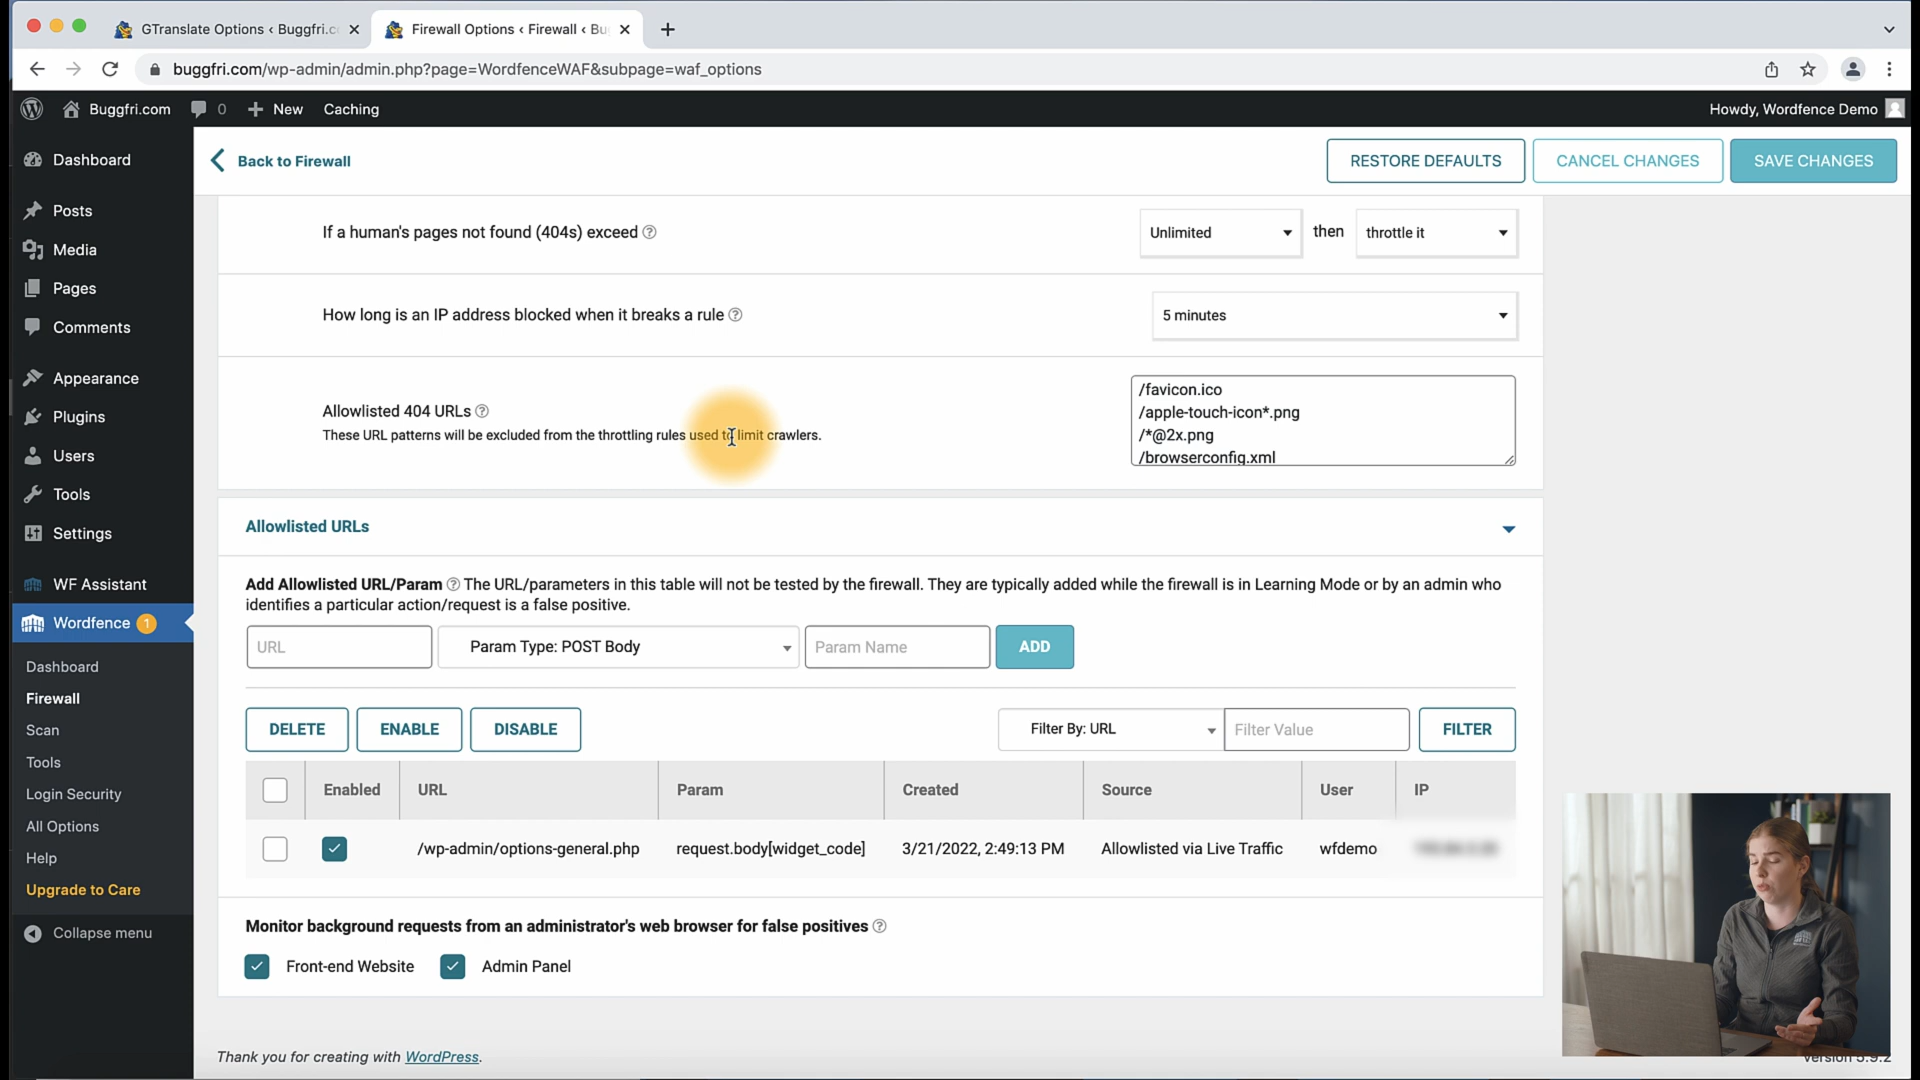 GTranslate Options ‹ Buggfri.c
Firewall Options ‹ Firewall ‹ Bu
buggfri.com/wp-admin/admin.php?page=WordfenceWAF&subpage=waf_options
Buggfri.com
0
New
Caching
Howdy, Wordfence Demo
Dashboard
Posts
Media
Pages
Comments
Appearance
Plugins
Users
Tools
Settings
WF Assistant
Wordfence 1
Dashboard
Firewall
Scan
Tools
Login Security
All Options
Help
Upgrade to Care
Collapse menu
Back to Firewall
RESTORE DEFAULTS
CANCEL CHANGES
SAVE CHANGES
If a human's pages not found (404s) exceed
Unlimited
then
throttle it
How long is an IP address blocked when it breaks a rule
5 minutes
Allowlisted 404 URLs
These URL patterns will be excluded from the throttling rules used to limit crawlers.
/favicon.ico
/apple-touch-icon*.png
/*@2x.png
/browserconfig.xml
Allowlisted URLs
Add Allowlisted URL/Param The URL/parameters in this table will not be tested by the firewall. They are typically added while the firewall is in Learning Mode or by an admin who
identifies a particular action/request is a false positive.
URL
Param Type: POST Body
Param Name
ADD
DELETE
ENABLE
DISABLE
Filter By: URL
Filter Value
FILTER
Enabled
URL
Param
Created
Source
User
IP
/wp-admin/options-general.php
request.body[widget_code]
3/21/2022, 2:49:13 PM
Allowlisted via Live Traffic
wfdemo
Monitor background requests from an administrator's web browser for false positives
Front-end Website
Admin Panel
Thank you for creating with WordPress.
Version 5.9.2